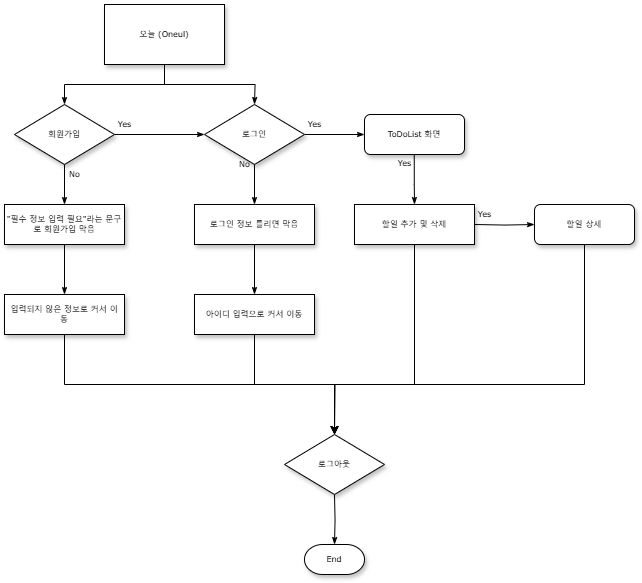 오늘 (Oneul)
회원가입
Yes
로그인
Yes
ToDoList 화면
No
No
Yes
"필수 정보 입력 필요"라는 문구
로 회원가입 막음
로그인 정보 틀리면 막음
할일 추가 및 삭제
Yes
할일 상세
입력되지 않은 정보로 커서 이
동
아이디 입력으로 커서 이동
로그아웃
End